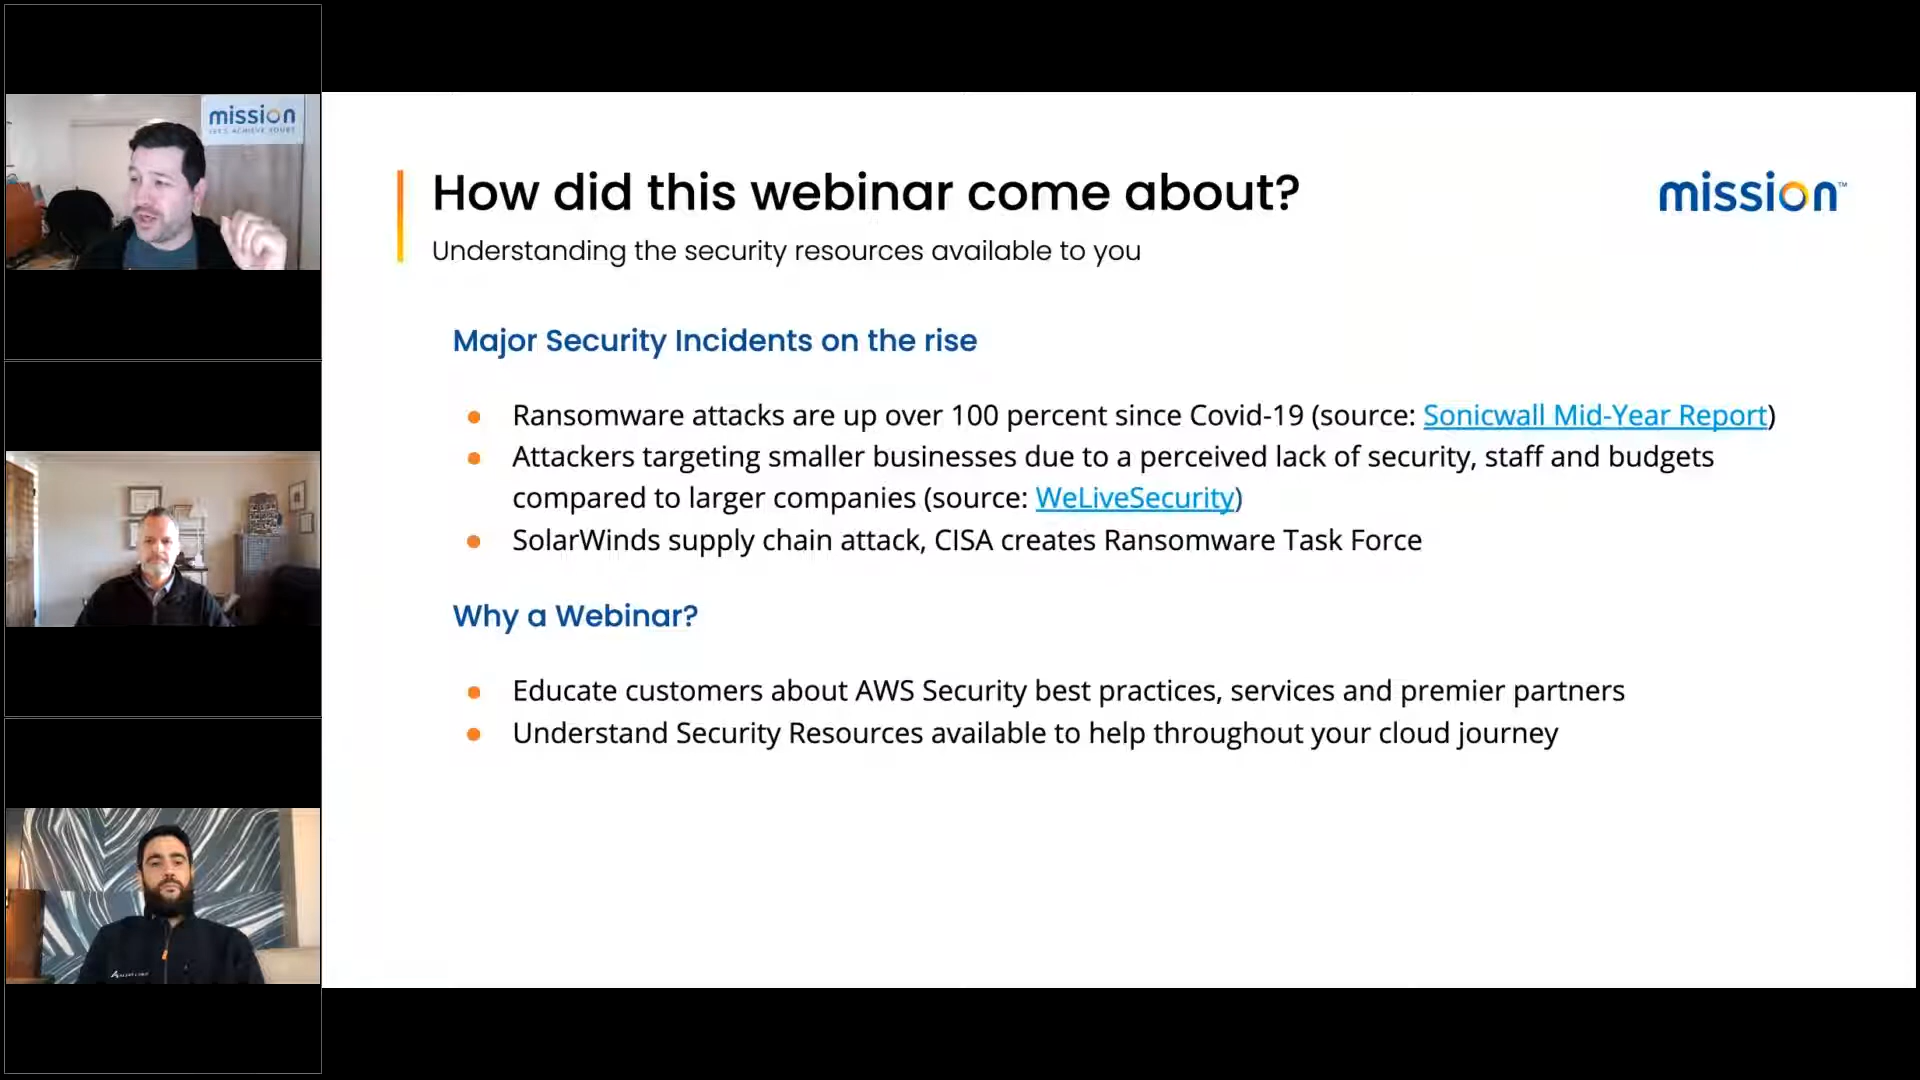 mission
LET'S ACHIEVE YOURS
How did this webinar come about?
mission™
Understanding the security resources available to you
Major Security Incidents on the rise
Ransomware attacks are up over 100 percent since Covid-19 (source: Sonicwall Mid-Year Report)
Attackers targeting smaller businesses due to a perceived lack of security, staff and budgets
compared to larger companies (source: WeLiveSecurity)
SolarWinds supply chain attack, CISA creates Ransomware Task Force
Why a Webinar?
Educate customers about AWS Security best practices, services and premier partners
Understand Security Resources available to help throughout your cloud journey